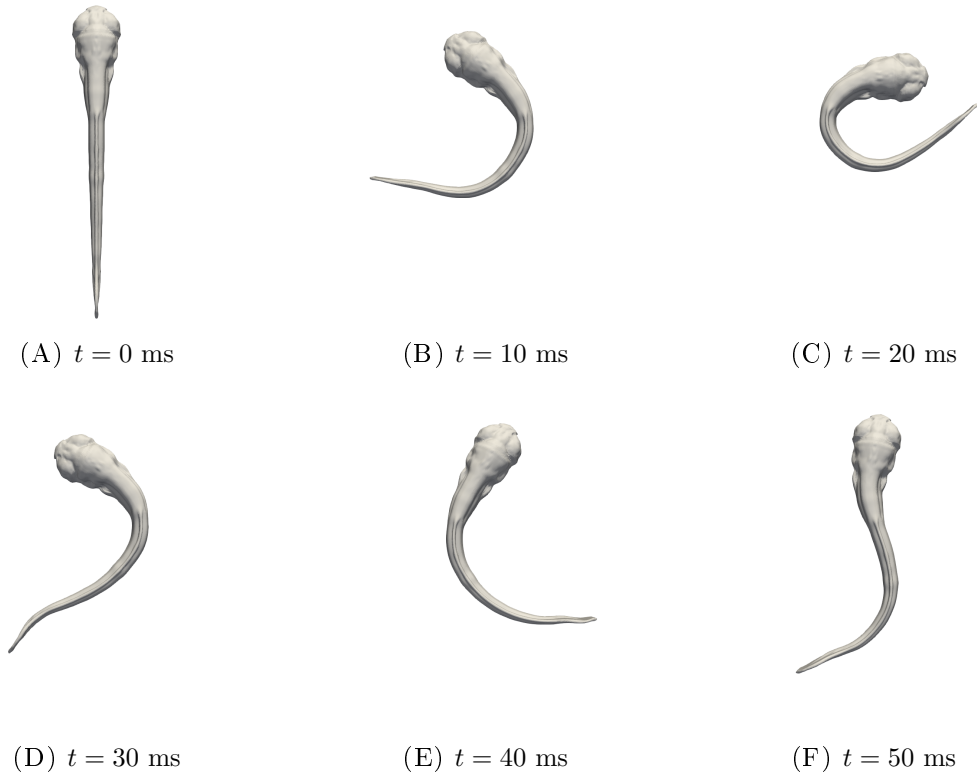 (A) t = 0 ms
(B) t = 10 ms
(C) t = 20 ms
(D) t = 30 ms
(E) t = 40 ms
(F) t = 50 ms